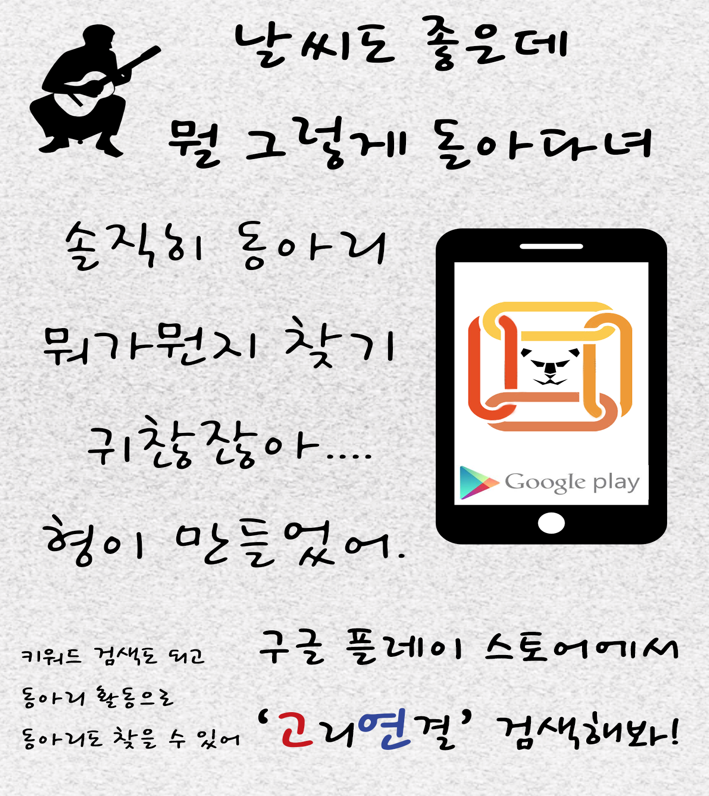 날씨도 좋은데
뭘 그렇게 돌아다녀
솔직히 동아리
뭐가뭔지 찾기
귀찮잖아....
형이 만들었어.
Google play
키워드 검색도 되고
동아리 활동으로
동아리도 찾을 수 있어
구글 플레이 스토어에서
‘고리연결’ 검색해봐!